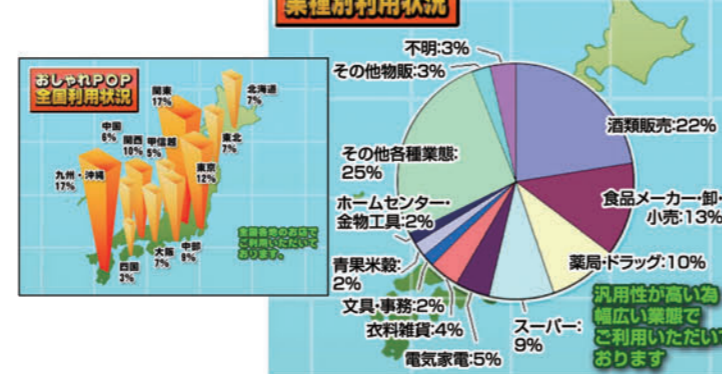 業種別利用状況
おしゃれPOP
全国利用状況
北海道
7%
関東
17%
東北
7%
中国
6%
関西
10%
甲信越
5%
東京
12%
九州・沖縄
17%
大阪
7%
中部
9%
四国
3%
全国各地のお店で
ご利用いただいて
おります。
不明:3%
その他物販:3%
酒類販売:22%
その他各種業態:
25%
食品メーカー・卸・
小売:13%
ホームセンター・
金物工具:2%
薬局・ドラッグ:10%
青果米穀:
2%
文具・事務:2%
衣料雑貨:4%
スーパー:
9%
電気家電:5%
汎用性が高い為
幅広い業態で
ご利用いただいて
おります